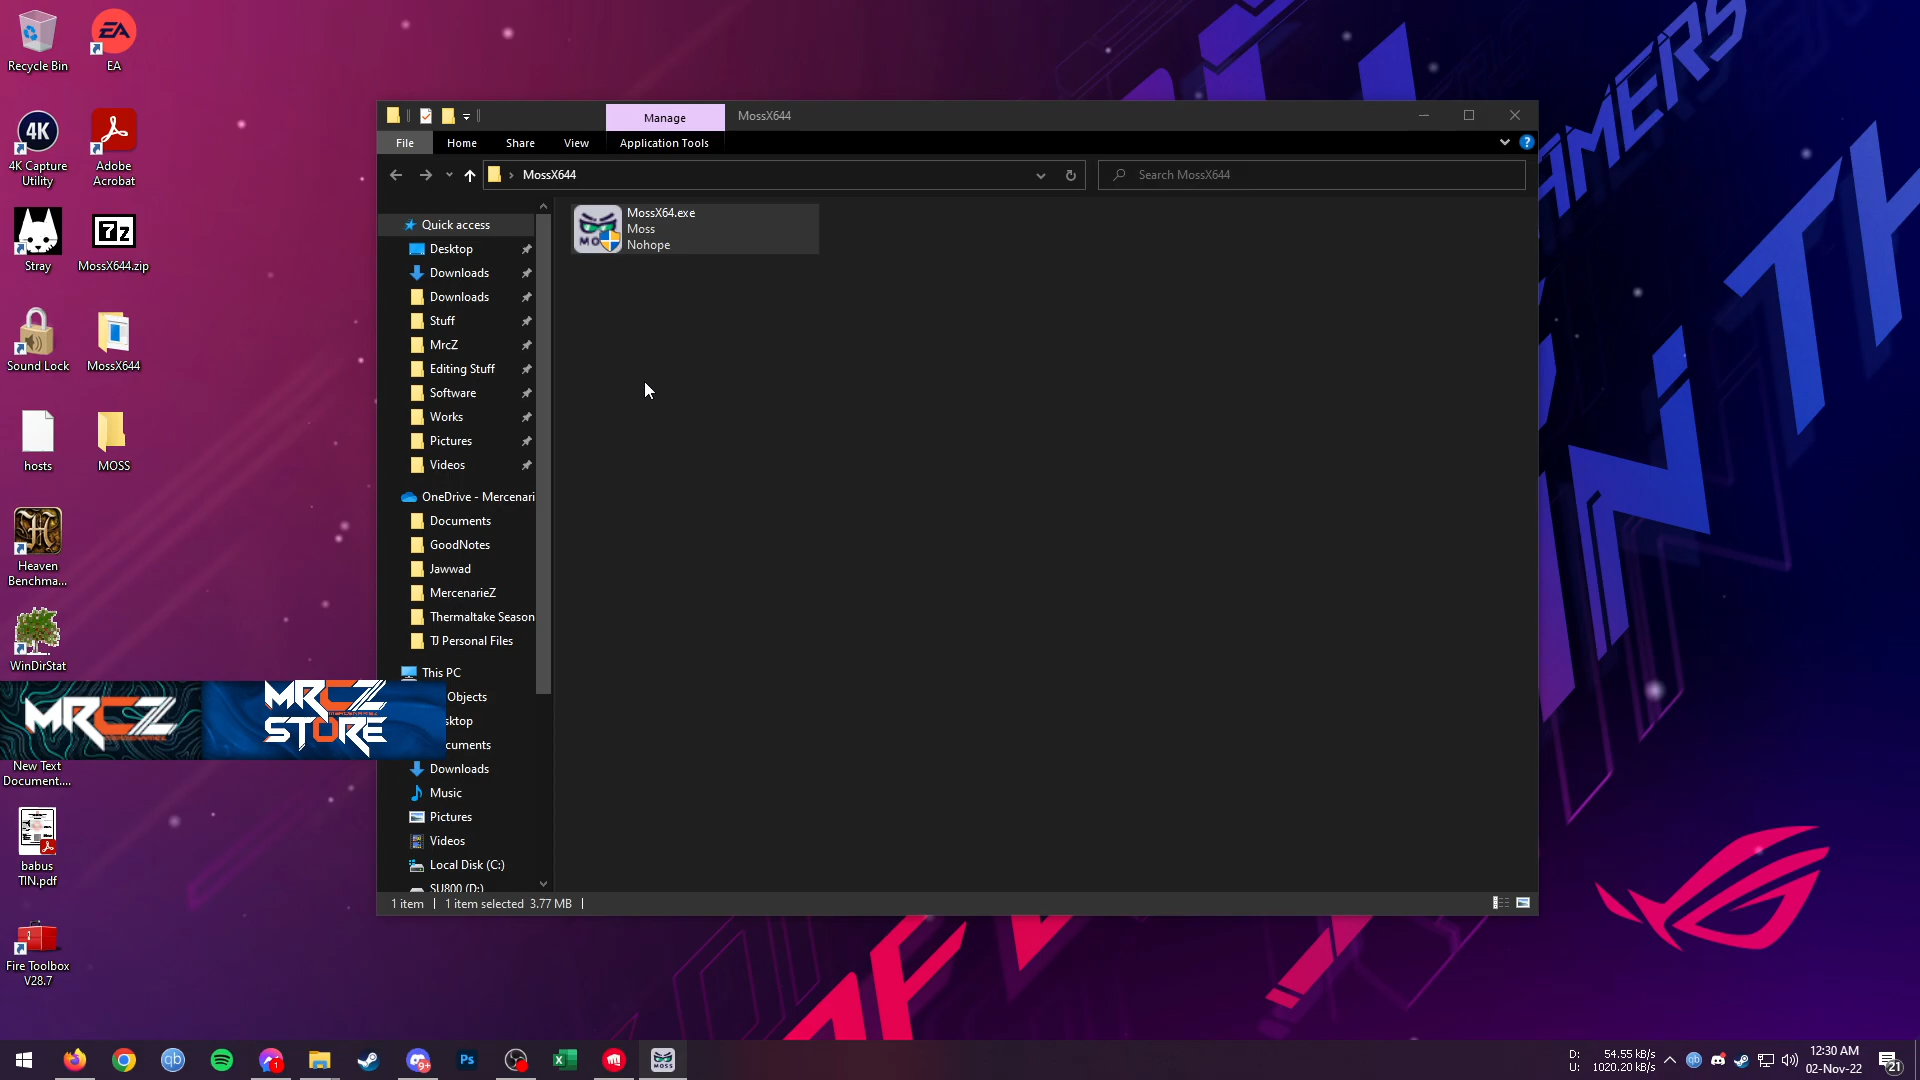 Recycle Bin
EA
4K Capture Utility
Adobe Acrobat
Stray
7z
MossX644.zip
Sound Lock
MossX644
hosts
MOSS
Heaven Benchma...
WinDirStat
MRCZ
MRCZ
STORE
New Text Document....
babus TIN.pdf
Fire Toolbox V28.7
Manage
MossX644
File
Home
Share
View
Application Tools
MossX644
Search MossX644
Quick access
Desktop
Downloads
Downloads
Stuff
MrcZ
Editing Stuff
Software
Works
Pictures
Videos
OneDrive - Mercenari
Documents
GoodNotes
Jawwad
MercenarieZ
Thermaltake Season
TJ Personal Files
This PC
Objects
sktop
cuments
Downloads
Music
Pictures
Videos
Local Disk (C:)
SU800 (D:)
MossX64.exe
Moss
Nohope
1 item
1 item selected 3.77 MB
D: 54.55 kB/s
U: 1020.20 kB/s
12:30 AM
02-Nov-22
21